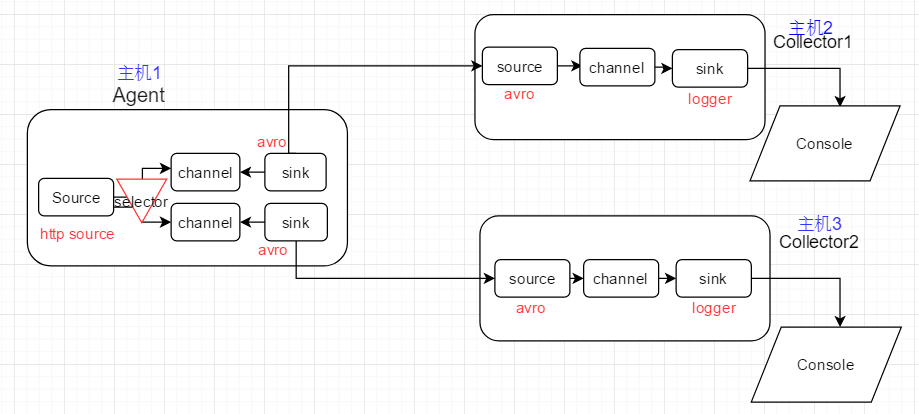 主机1
Agent
avro
channel
sink
Source
selector
http source
channel
sink
avro
主机2
Collector1
source
channel
sink
avro
logger
Console
主机3
Collector2
source
channel
sink
avro
logger
Console